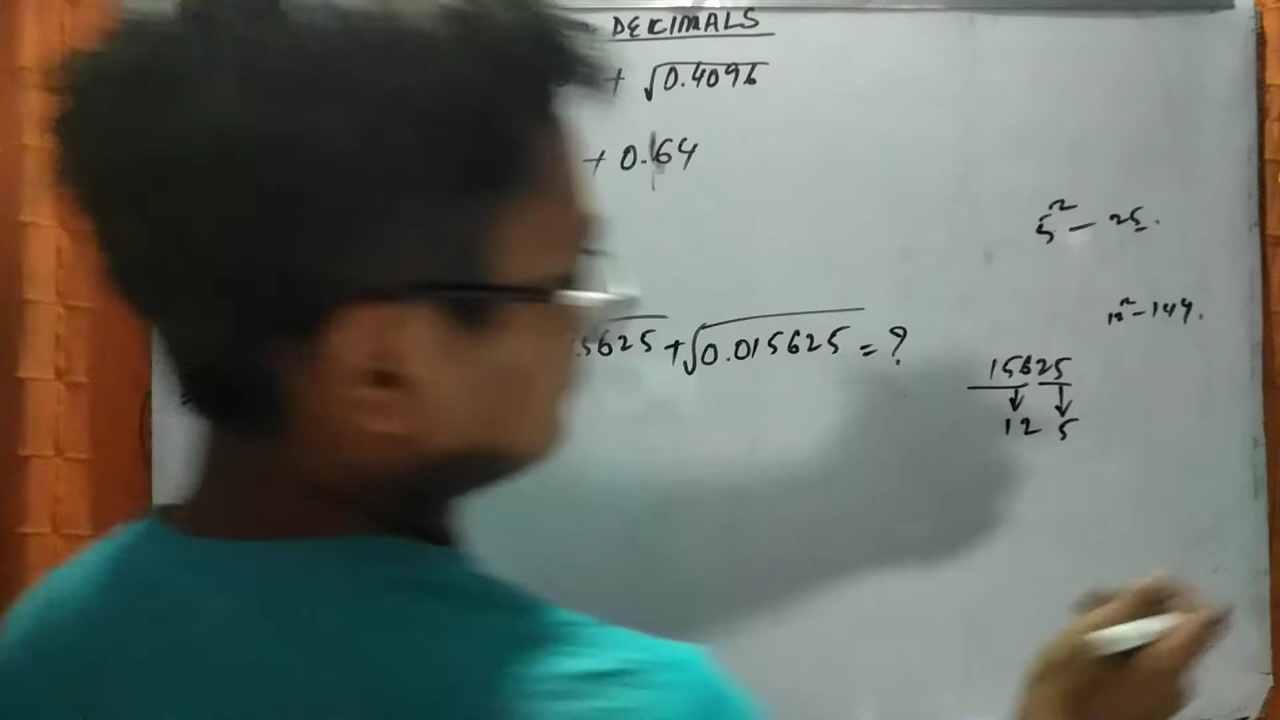 DECIMALS
+ √0.4096
+ 0.64
5² – 25.
12² – 144.
5625 + √0.015625 = ?
15625
12 5